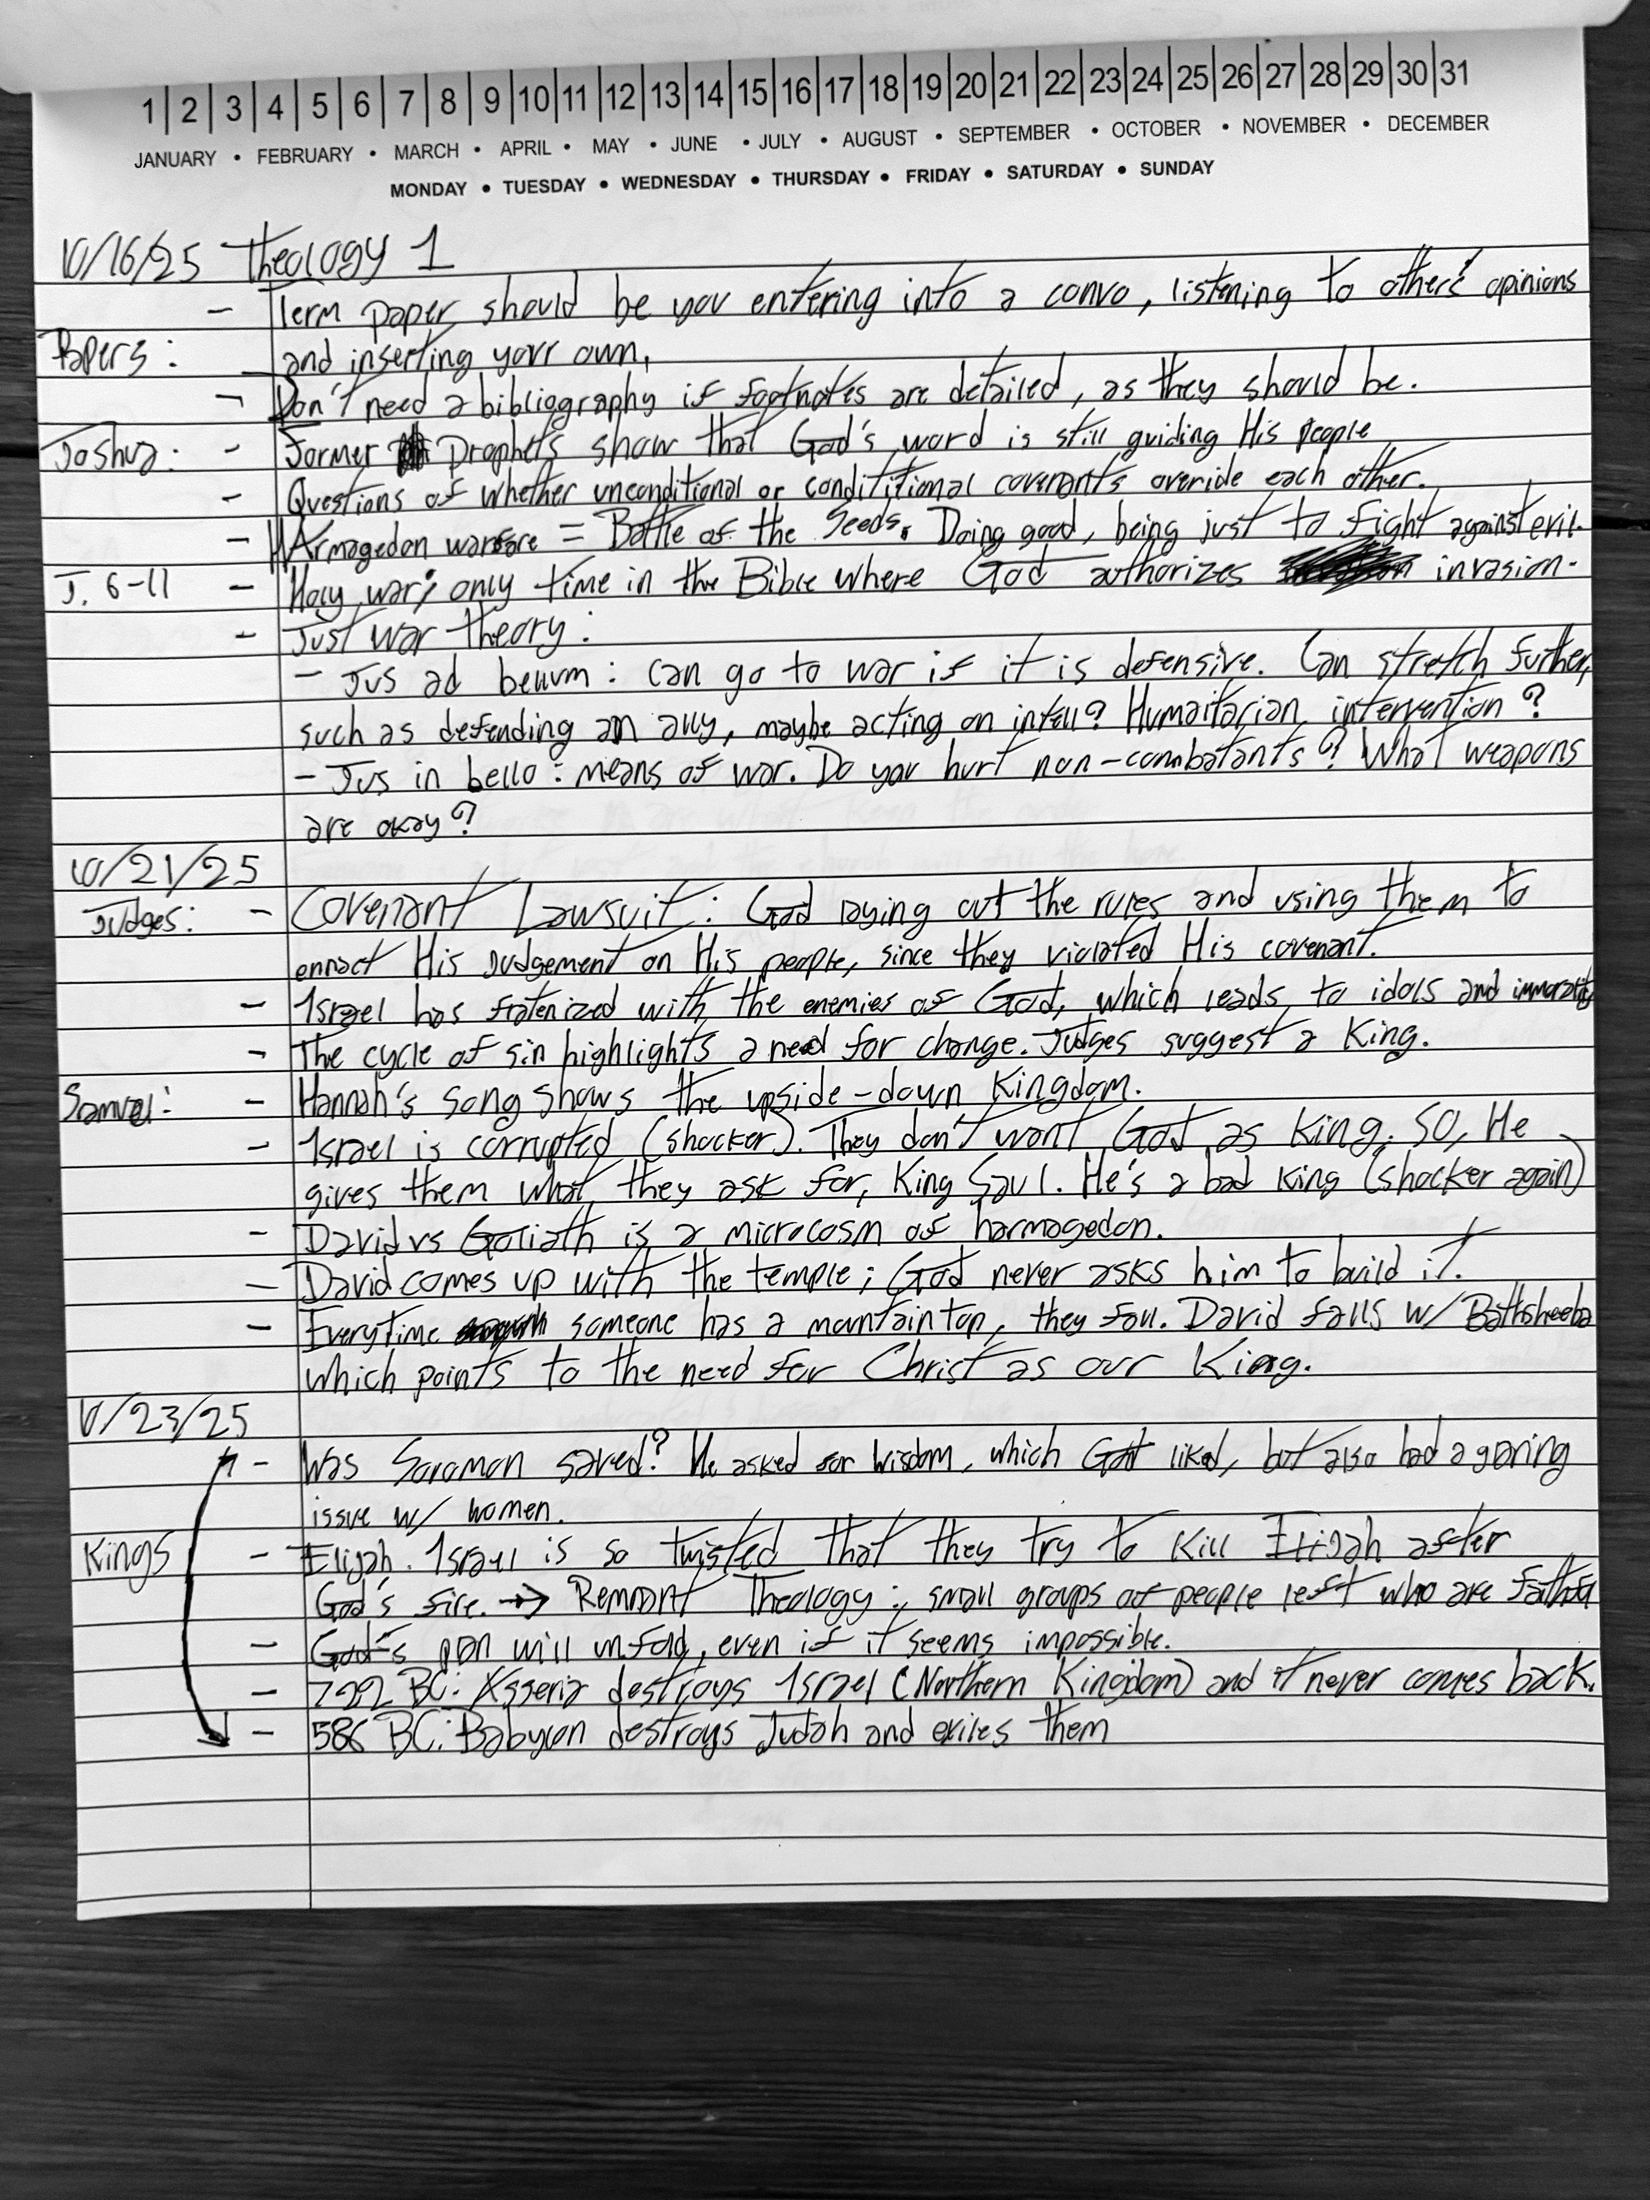 1 | 2 | 3 | 4 | 5 | 6 | 7 | 8 | 9 | 10 | 11 | 12 | 13 | 14 | 15 | 16 | 17 | 18 | 19 | 20 | 21 | 22 | 23 | 24 | 25 | 26 | 27 | 28 | 29 | 30 | 31
JANUARY • FEBRUARY • MARCH • APRIL • MAY • JUNE • JULY • AUGUST • SEPTEMBER • OCTOBER • NOVEMBER • DECEMBER
MONDAY • TUESDAY • WEDNESDAY • THURSDAY • FRIDAY • SATURDAY • SUNDAY
10/16/25 Theology 1
- Term paper should be you entering into a convo, listening to other's opinions
Papers: and inserting your own.
- Don't need a bibliography if footnotes are detailed, as they should be.
Joshua: - Former Prophets show that God's word is still guiding His people
- Questions of whether unconditional or condititional covenants overide each other.
- Armagedon warfare = Battle of the Seeds. Doing good, being just to fight against evil.
J. 6-11 - Holy war; only time in the Bible where God authorizes invasion.
- Just war theory:
- Jus ad bellum: can go to war if it is defensive. Can stretch further,
such as defending an ally, maybe acting on intell? Humaitarian intervention?
- Jus in bello: means of war. Do you hurt non-combatants? What weapons
are okay?
10/21/25
Judges: - Covenant Lawsuit: God laying out the rules and using them to
ennact His Judgement on His people, since they violated His covenant.
- Israel has fratenized with the enemies of God, which leads to idols and immorality
- The cycle of sin highlights a need for change. Judges suggest a King.
Samuel: - Hannah's song shows the upside-down Kingdom.
- Israel is corrupted (shocker). They don't want God as King. So, He
gives them what they ask for, King Saul. He's a bad King (shocker again)
- David vs Goliath is a microcosm of harmagedon.
- David comes up with the temple; God never asks him to build it.
- Everytime someone has a mountain top, they fall. David falls w/ Bathsheeba
which points to the need for Christ as our King.
10/23/25
- Was Solomon saved? He asked for wisdom, which God liked, but also had a glaring
issue w/ women.
Kings - Elijah. Israel is so twisted that they try to kill Elijah after
God's fire. → Remnant Theology: small groups of people left who are faithful
- God's plan will unfold, even if it seems impossible.
- 722 BC: Asseria destroys Israel (Northern Kingdom) and it never comes back.
- 586 BC: Babylon destroys Judah and exiles them